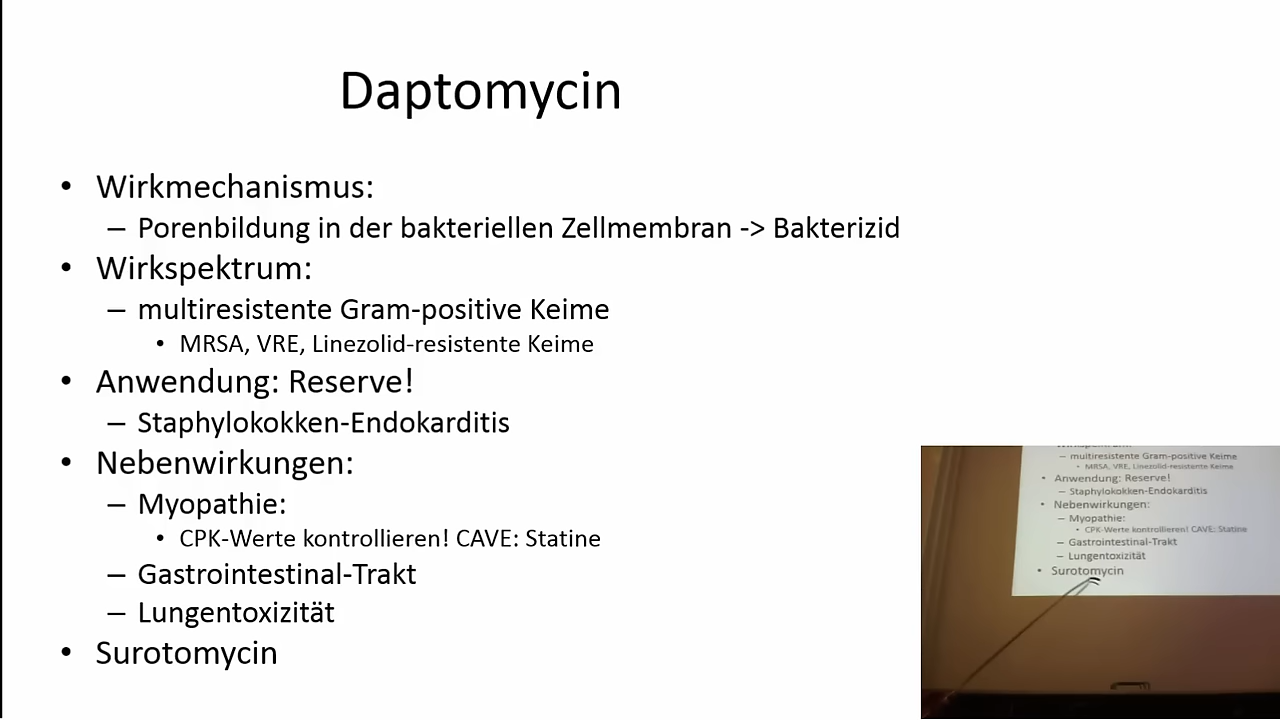 Daptomycin
• Wirkmechanismus:
– Porenbildung in der bakteriellen Zellmembran -> Bakterizid
• Wirkspektrum:
– multiresistente Gram-positive Keime
• MRSA, VRE, Linezolid-resistente Keime
• Anwendung: Reserve!
– Staphylokokken-Endokarditis
• Nebenwirkungen:
– Myopathie:
• CPK-Werte kontrollieren! CAVE: Statine
– Gastrointestinal-Trakt
– Lungentoxizität
• Surotomycin
– multiresistente Gram-positive Keime
• MRSA, VRE, Linezolid-resistente Keime
• Anwendung: Reserve!
– Staphylokokken-Endokarditis
• Nebenwirkungen:
– Myopathie:
• CPK-Werte kontrollieren! CAVE: Statine
– Gastrointestinal-Trakt
– Lungentoxizität
• Surotomycin